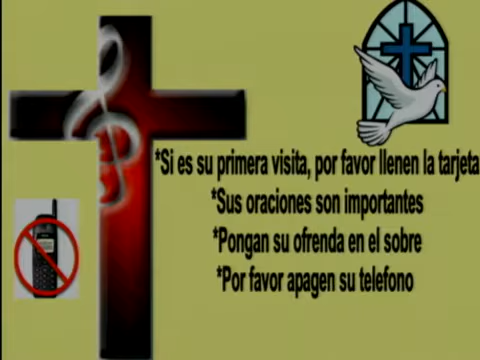 *Si es su primera visita, por favor llenen la tarjeta
*Sus oraciones son importantes
*Pongan su ofrenda en el sobre
*Por favor apagen su telefono